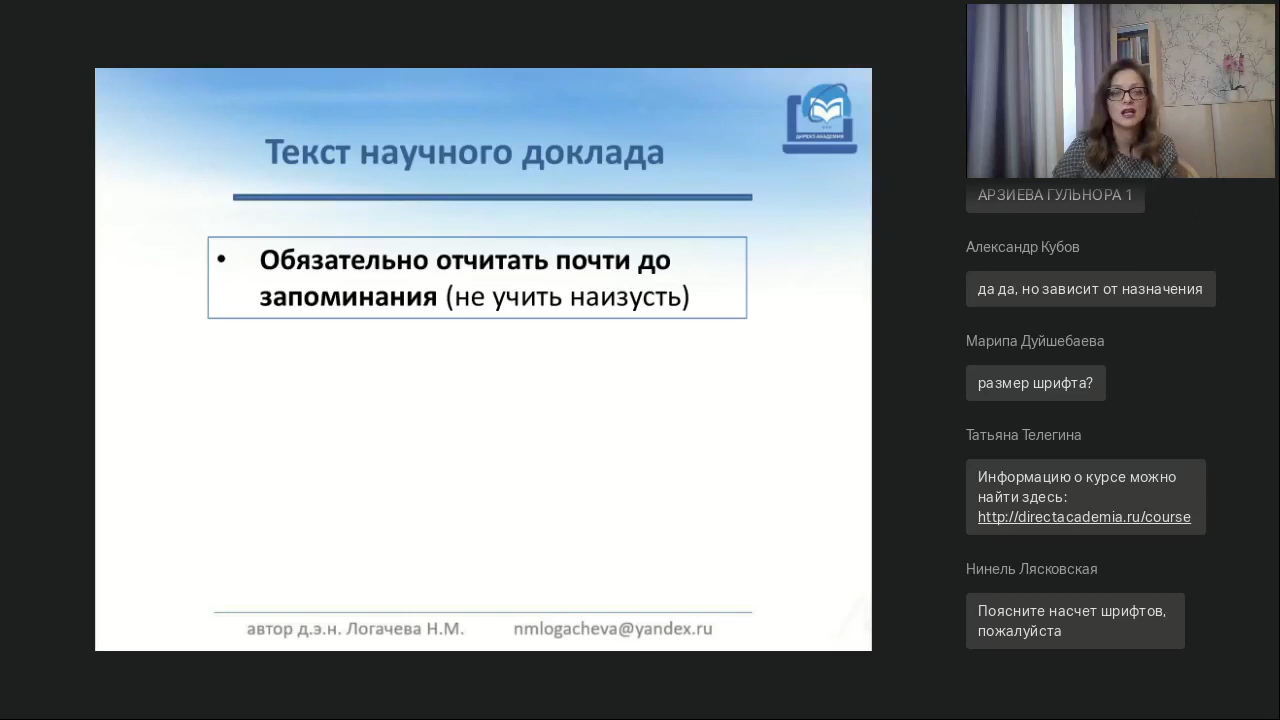 Текст научного доклада
ДИРЕКТ-АКАДЕМИЯ
• Обязательно отчитать почти до
запоминания (не учить наизусть)
автор д.э.н. Логачева Н.М. nmlogacheva@yandex.ru
АРЗИЕВА ГУЛЬНОРА 1
Александр Кубов
да да, но зависит от назначения
Марипа Дуйшебаева
размер шрифта?
Татьяна Телегина
Информацию о курсе можно
найти здесь:
http://directacademia.ru/course
Нинель Лясковская
Поясните насчет шрифтов,
пожалуйста